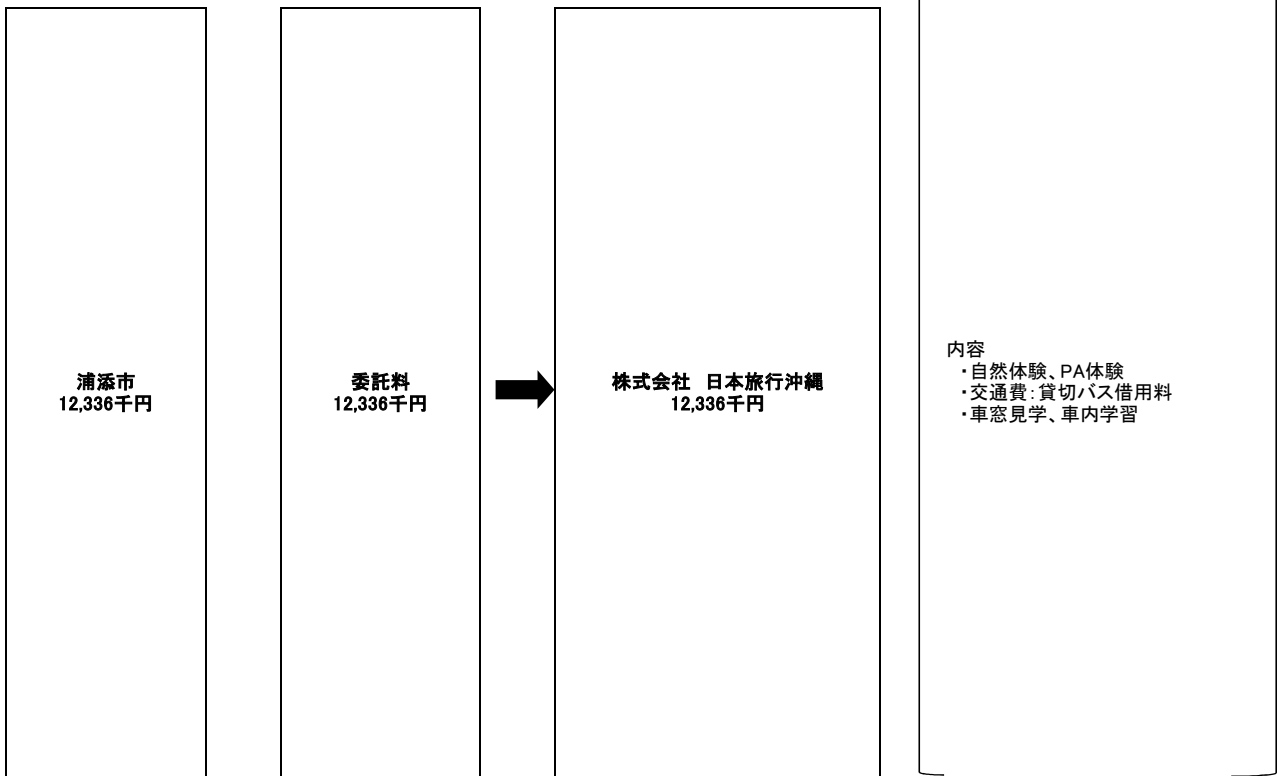 浦添市
12,336千円
委託料
12,336千円
株式会社　日本旅行沖縄
12,336千円
内容
・自然体験、PA体験
・交通費：貸切バス借用料
・車窓見学、車内学習